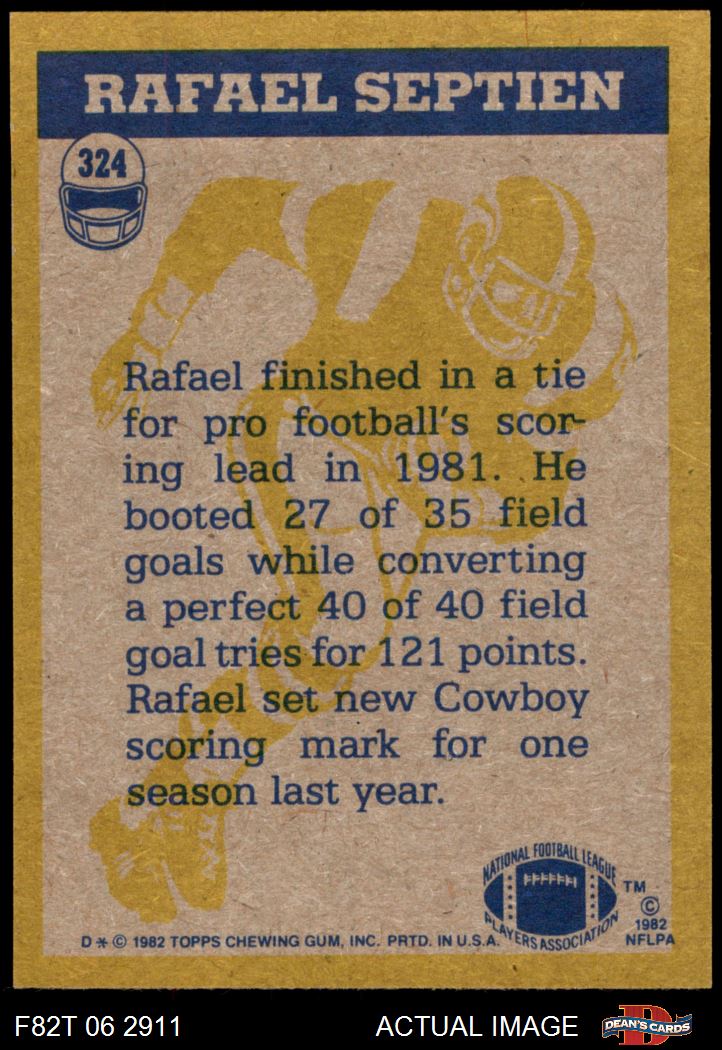 RAFAEL SEPTIEN
324
Rafael finished in a tie
for pro football's scor-
ing lead in 1981. He
booted 27 of 35 field
goals while converting
a perfect 40 of 40 field
goal tries for 121 points.
Rafael set new Cowboy
scoring mark for one
season last year.
NATIONAL FOOTBALL LEAGUE
PLAYERS ASSOCIATION
TM
©
1982
NFLPA
D * © 1982 TOPPS CHEWING GUM, INC. PRTD. IN U.S.A.
F82T 06 2911
ACTUAL IMAGE
D
DEAN'S CARDS